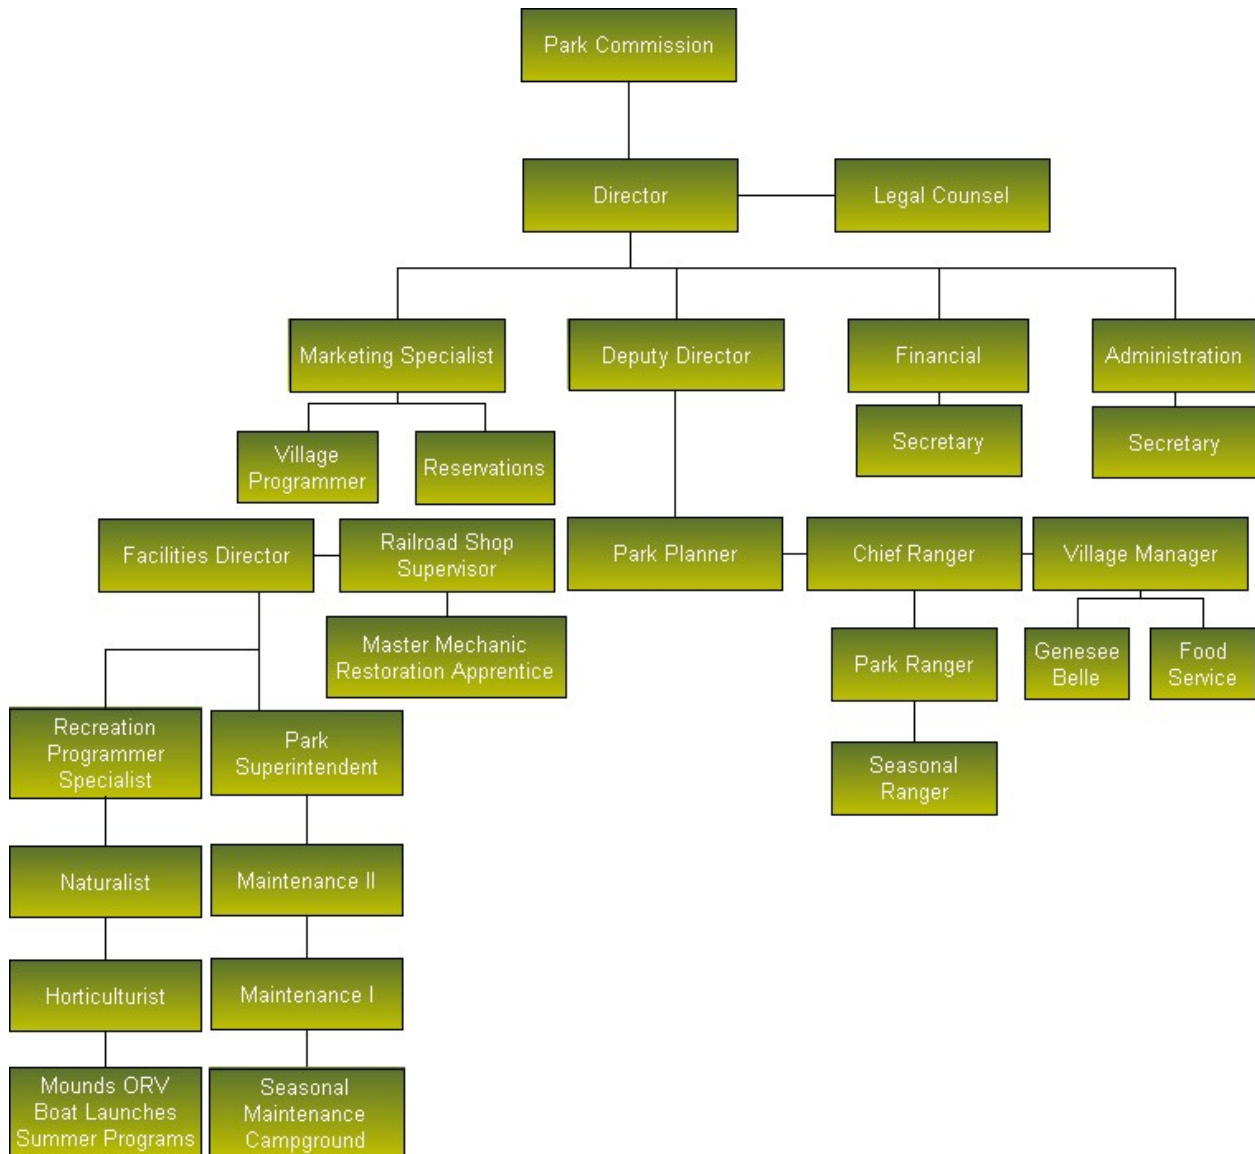 Park Commission
Director
Legal Counsel
Marketing Specialist
Deputy Director
Financial
Administration
Village
Programmer
Reservations
Secretary
Secretary
Facilities Director
Railroad Shop
Supervisor
Park Planner
Chief Ranger
Village Manager
Master Mechanic
Restoration Apprentice
Park Ranger
Genesee
Belle
Food
Service
Recreation
Programmer
Specialist
Park
Superintendent
Seasonal
Ranger
Naturalist
Maintenance II
Horticulturist
Maintenance I
Mounds ORV
Boat Launches
Summer Programs
Seasonal
Maintenance
Campground